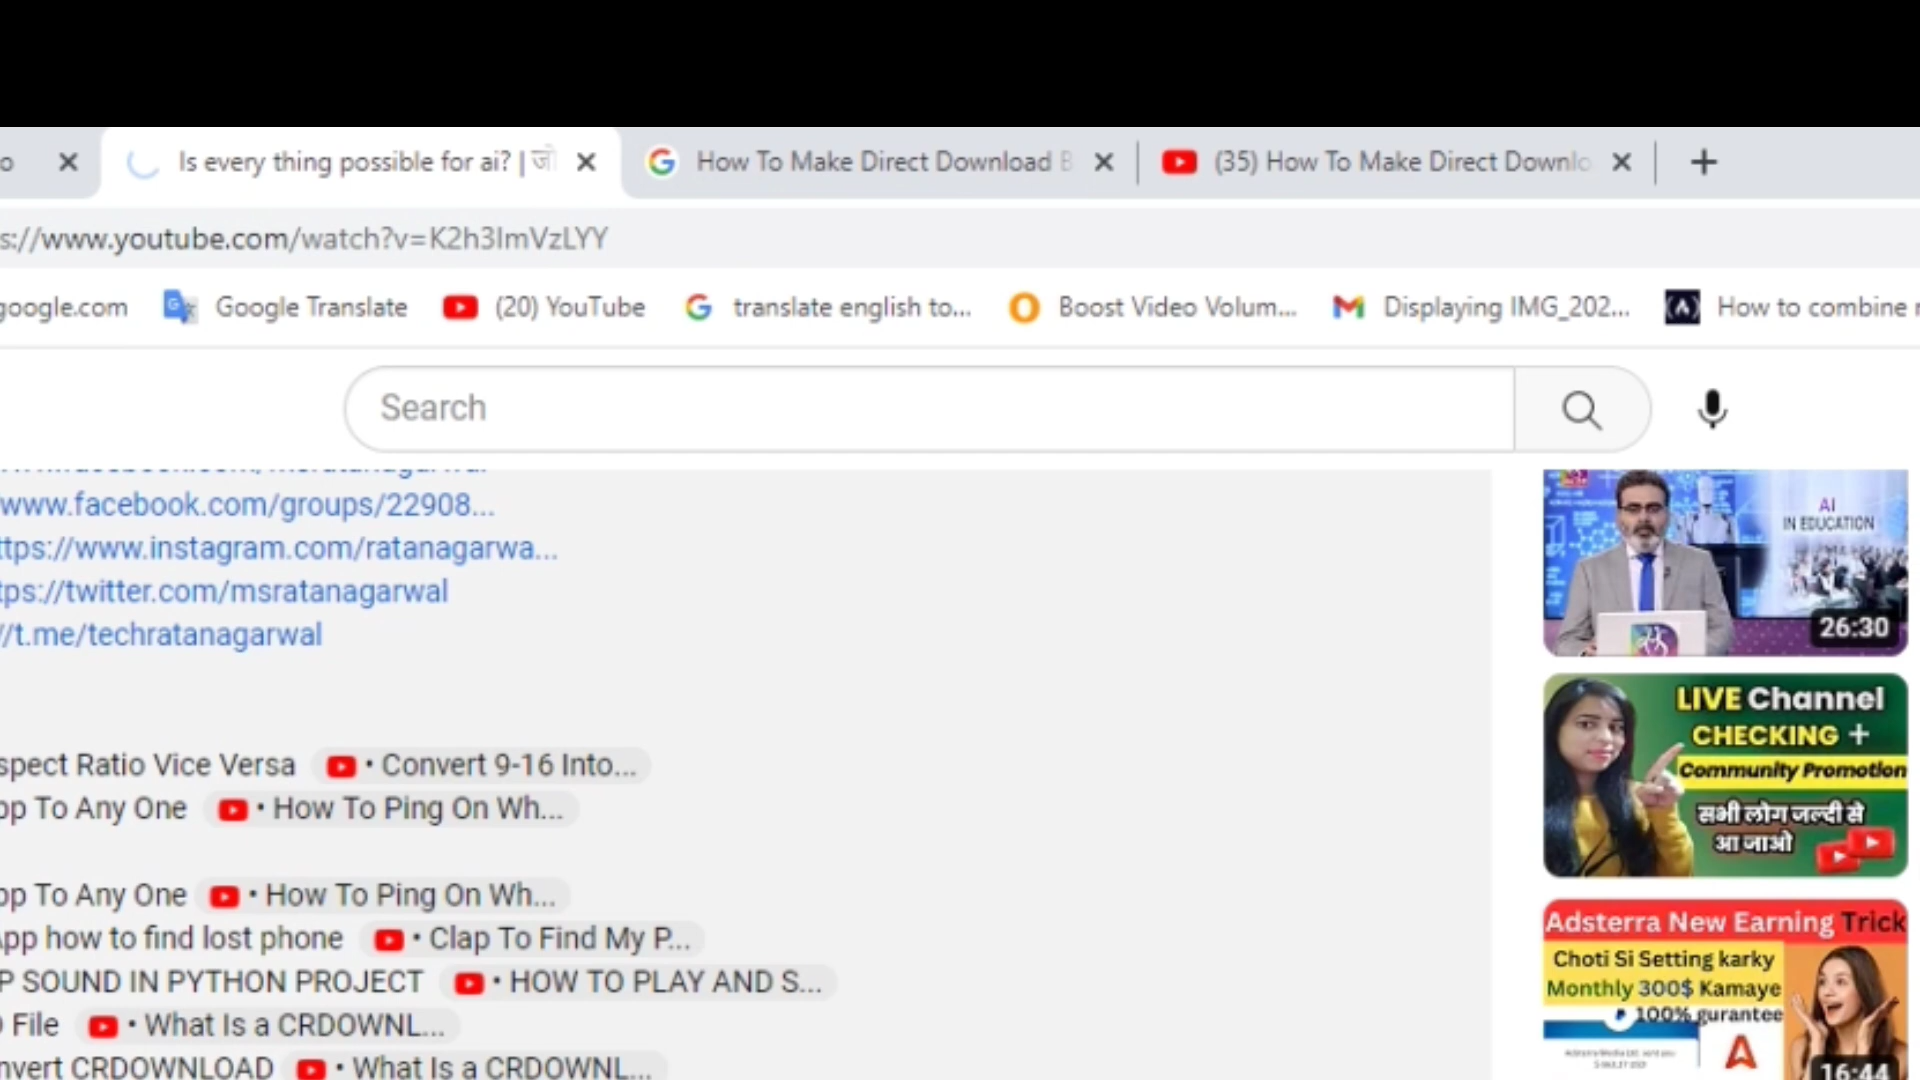 o
Is every thing possible for ai? | जो
How To Make Direct Download B
(35) How To Make Direct Downlo
s://www.youtube.com/watch?v=K2h3ImVzLYY
google.com
Google Translate
(20) YouTube
translate english to...
Boost Video Volum...
Displaying IMG_202...
How to combine r
Search
www.facebook.com/groups/22908...
ttps://www.instagram.com/ratanagarwa...
tps://twitter.com/msratanagarwal
//t.me/techratanagarwal
spect Ratio Vice Versa • Convert 9-16 Into...
pp To Any One • How To Ping On Wh...
pp To Any One • How To Ping On Wh...
App how to find lost phone • Clap To Find My P...
P SOUND IN PYTHON PROJECT • HOW TO PLAY AND S...
File • What Is a CRDOWNL...
nvert CRDOWNLOAD • What Is a CRDOWNL...
AI
IN EDUCATION
26:30
LIVE Channel
CHECKING +
Community Promotion
सभी लोग जल्दी से
आ जाओ
Adsterra New Earning Trick
Choti Si Setting karky
Monthly 300$ Kamaye
100% gurantee
16:44